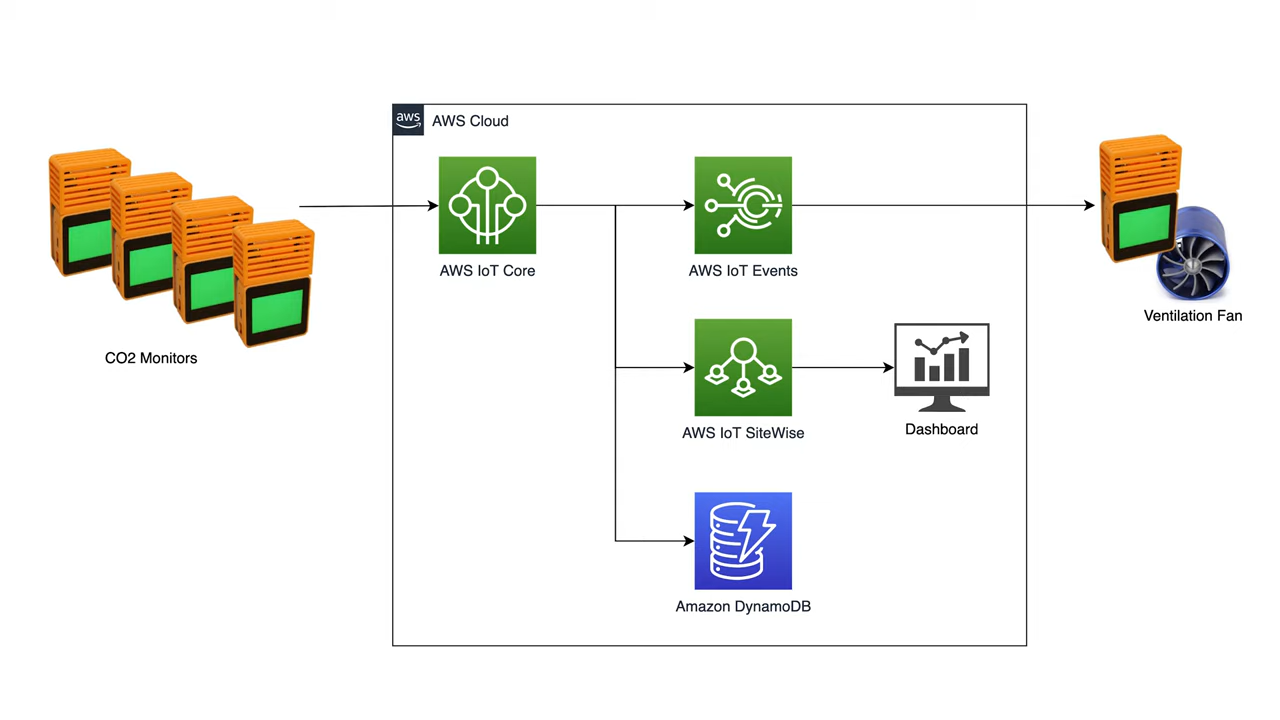 aws
AWS Cloud
AWS IoT Core
AWS IoT Events
Ventilation Fan
CO2 Monitors
AWS IoT SiteWise
Dashboard
Amazon DynamoDB